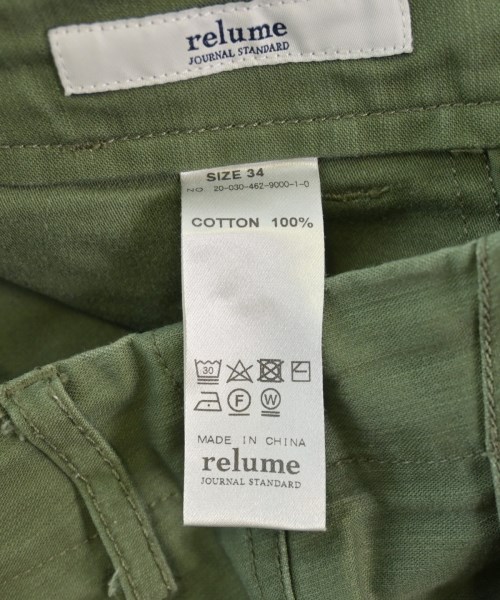 relume
JOURNAL STANDARD
SIZE 34
NO. 20-030-462-9000-1-0
COTTON 100%
30
F W
MADE IN CHINA
relume
JOURNAL STANDARD